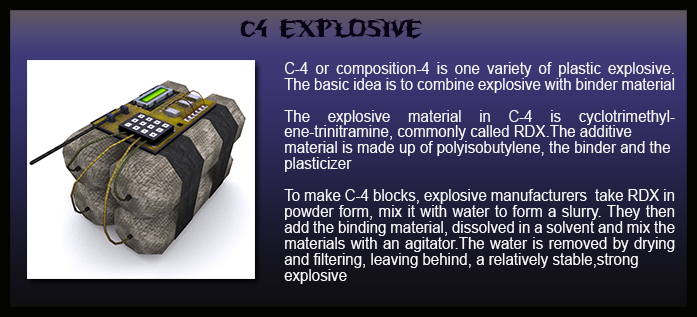 C4 EXPLOSIVE
C-4 or composition-4 is one variety of plastic explosive.
The basic idea is to combine explosive with binder material
The explosive material in C-4 is cyclotrimethyl-
ene-trinitramine, commonly called RDX.The additive
material is made up of polyisobutylene, the binder and the
plasticizer
To make C-4 blocks, explosive manufacturers take RDX in
powder form, mix it with water to form a slurry. They then
add the binding material, dissolved in a solvent and mix the
materials with an agitator.The water is removed by drying
and filtering, leaving behind, a relatively stable,strong
explosive